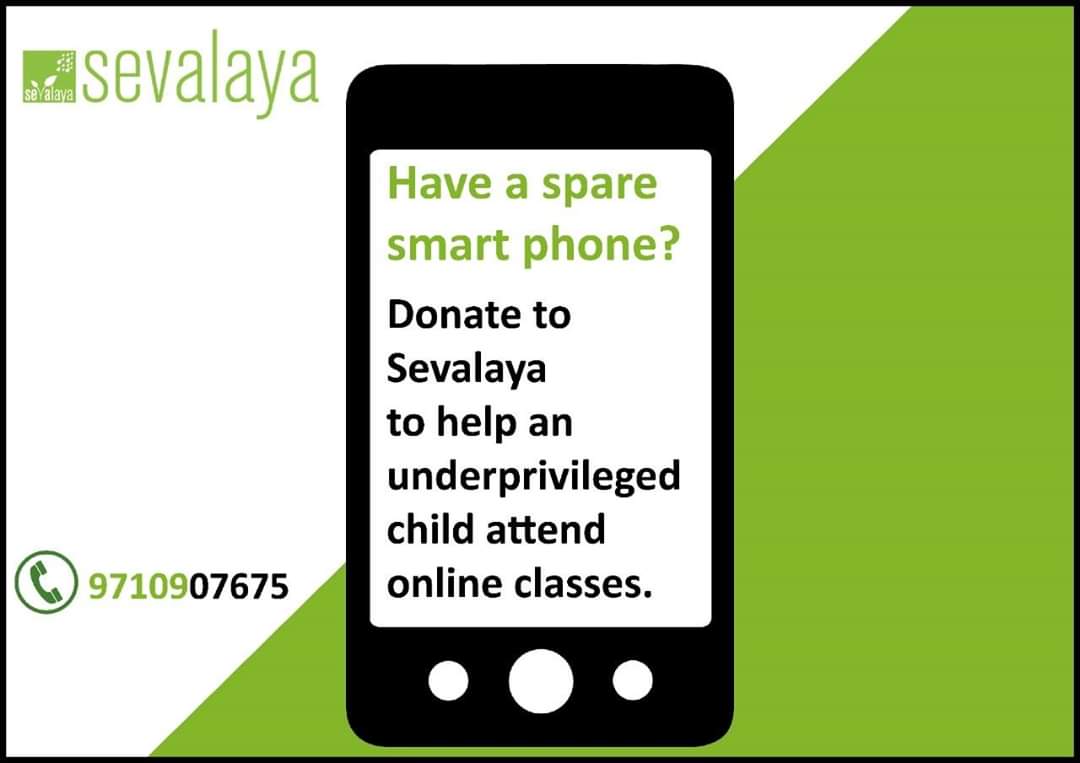 sevalaya
sevalaya
Have a spare
smart phone?
Donate to
Sevalaya
to help an
underprivileged
child attend
online classes.
9710907675